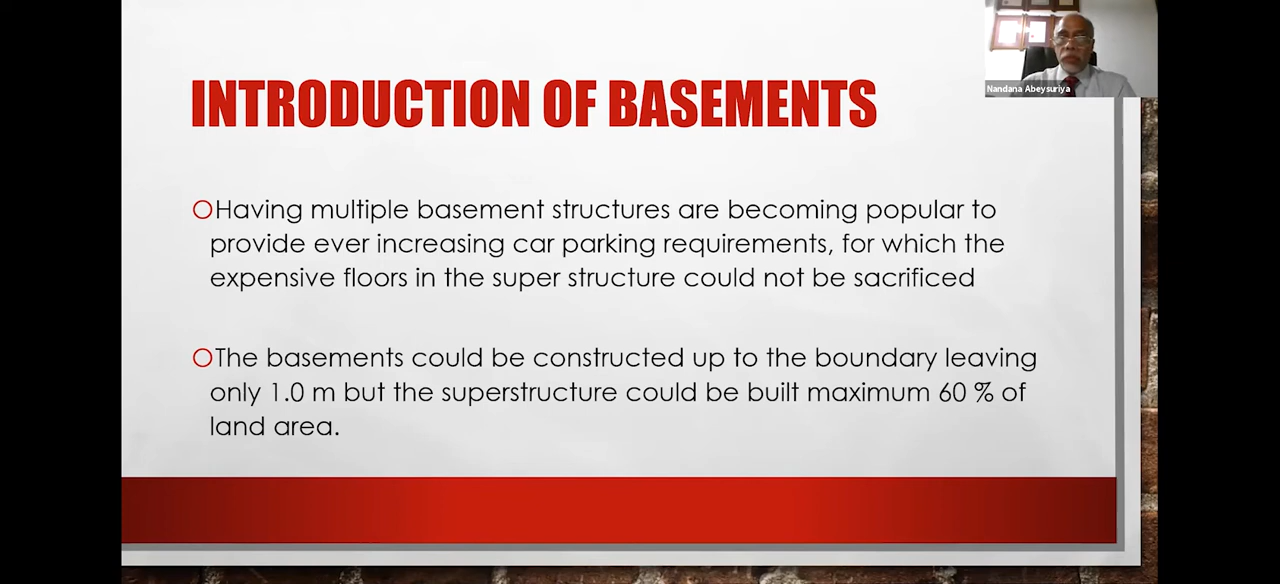 INTRODUCTION OF BASEMENTS
Having multiple basement structures are becoming popular to
provide ever increasing car parking requirements, for which the
expensive floors in the super structure could not be sacrificed
The basements could be constructed up to the boundary leaving
only 1.0 m but the superstructure could be built maximum 60 % of
land area.
Nandana Abeysuriya